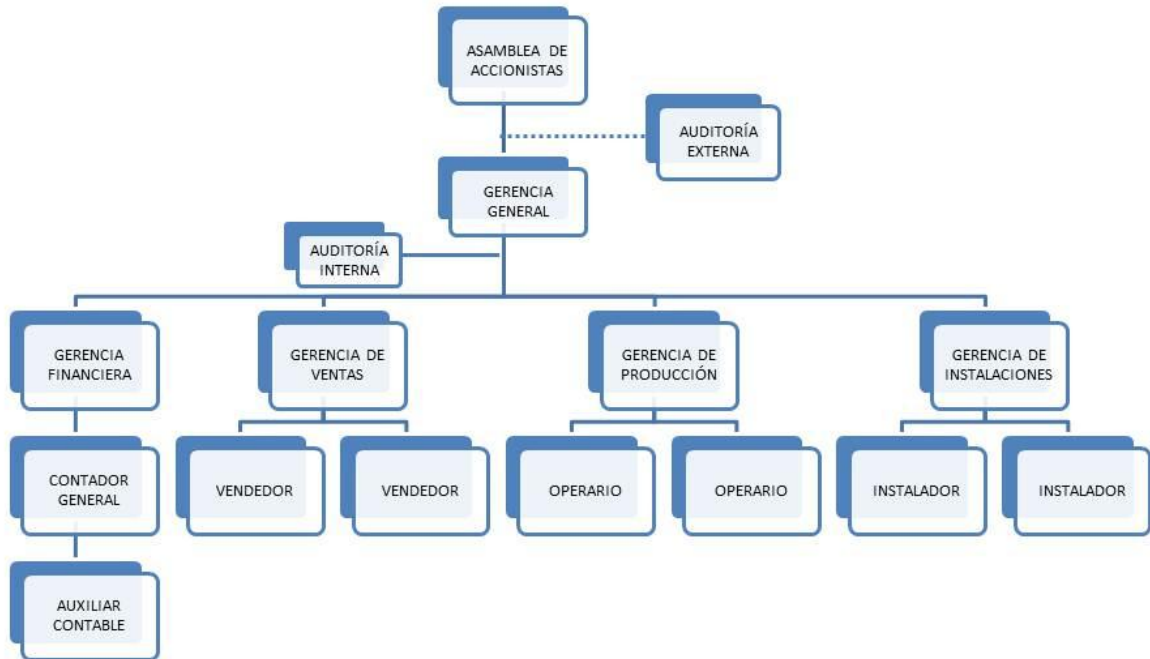 ASAMBLEA DE
ACCIONISTAS
AUDITORÍA
EXTERNA
GERENCIA
GENERAL
AUDITORÍA
INTERNA
GERENCIA
FINANCIERA
GERENCIA DE
VENTAS
GERENCIA DE
PRODUCCIÓN
GERENCIA DE
INSTALACIONES
CONTADOR
GENERAL
VENDEDOR
VENDEDOR
OPERARIO
OPERARIO
INSTALADOR
INSTALADOR
AUXILIAR
CONTABLE